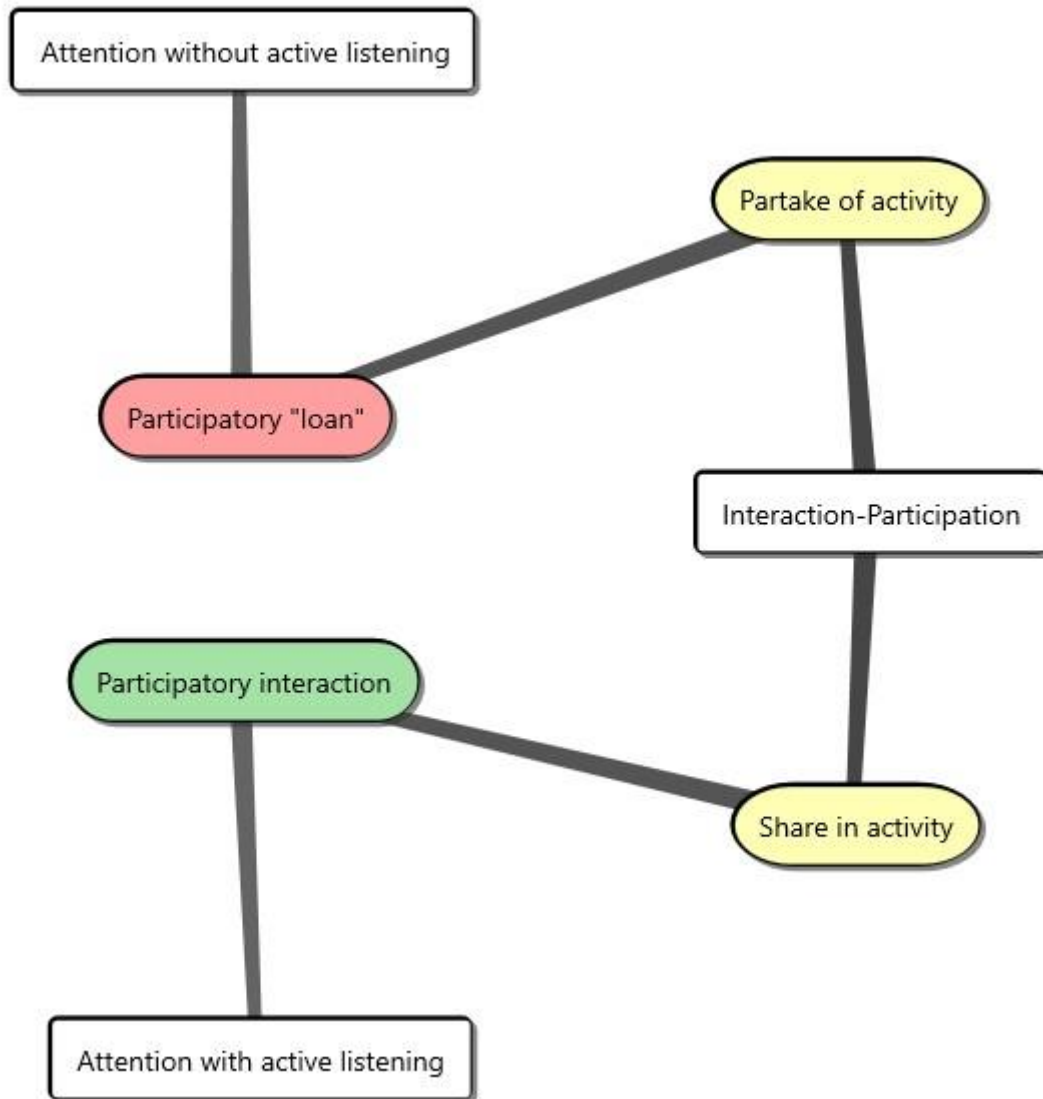 Attention without active listening
Partake of activity
Participatory "loan"
Interaction-Participation
Participatory interaction
Share in activity
Attention with active listening